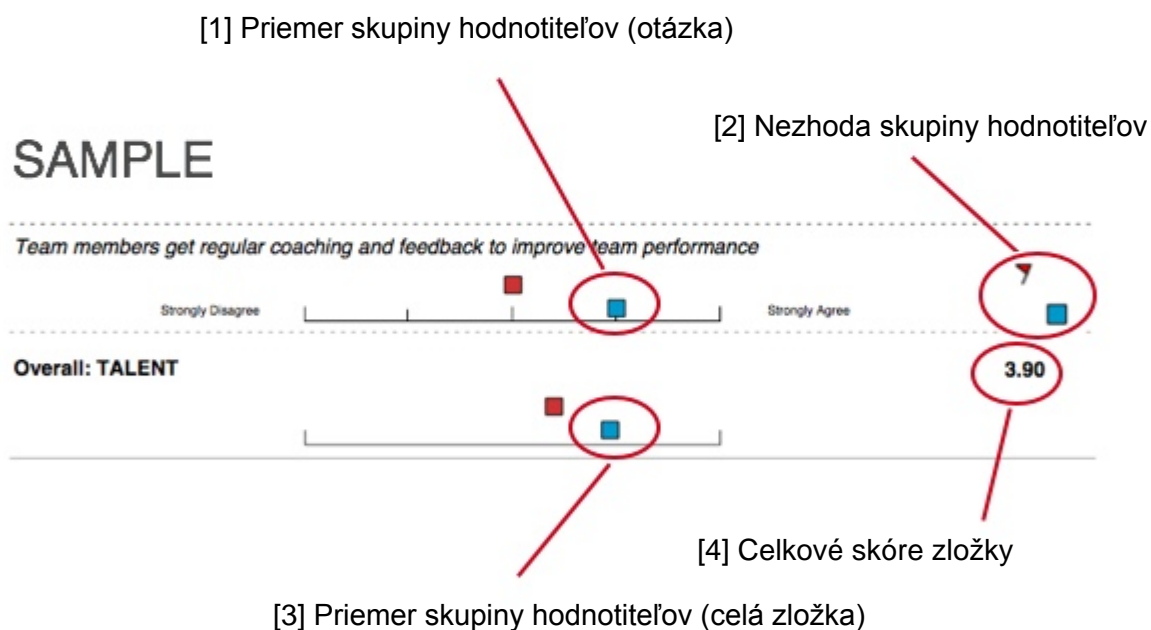 [1] Priemer skupiny hodnotiteľov (otázka)
[2] Nezhoda skupiny hodnotiteľov
SAMPLE
Team members get regular coaching and feedback to improve team performance
Strongly Disagree
Strongly Agree
Overall: TALENT
3.90
[4] Celkové skóre zložky
[3] Priemer skupiny hodnotiteľov (celá zložka)